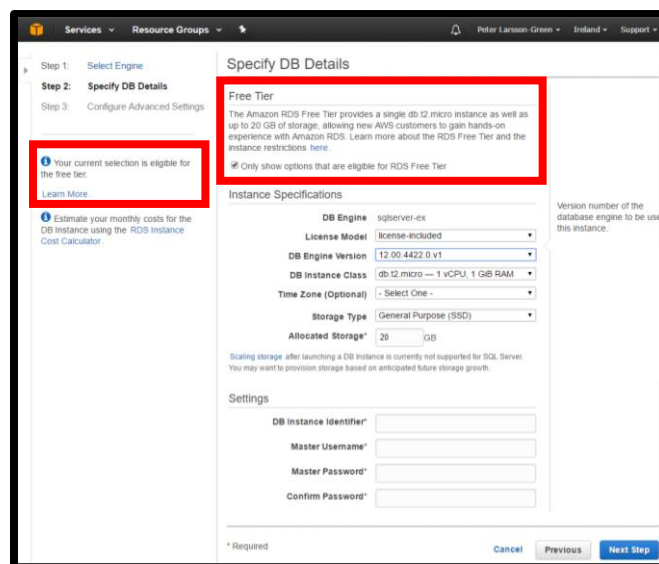 Services Resource Groups Peter Larsson-Green Ireland Support
Step 1: Select Engine
Step 2: Specify DB Details
Step 3: Configure Advanced Settings
Your current selection is eligible for
the free tier.
Learn More.
Estimate your monthly costs for the
DB Instance using the RDS Instance
Cost Calculator.
Specify DB Details
Free Tier
The Amazon RDS Free Tier provides a single db.t2.micro instance as well as
up to 20 GB of storage, allowing new AWS customers to gain hands-on
experience with Amazon RDS. Learn more about the RDS Free Tier and the
instance restrictions here.
Only show options that are eligible for RDS Free Tier
Instance Specifications
DB Engine sqlserver-ex
License Model license-included
DB Engine Version 12.00.4422.0.v1
DB Instance Class db.t2.micro — 1 vCPU, 1 GiB RAM
Time Zone (Optional) - Select One -
Storage Type General Purpose (SSD)
Allocated Storage* 20 GB
Scaling storage after launching a DB Instance is currently not supported for SQL Server.
You may want to provision storage based on anticipated future storage growth.
Settings
DB Instance Identifier*
Master Username*
Master Password*
Confirm Password*
* Required
Cancel Previous Next Step
Version number of the
database engine to be use
this instance.